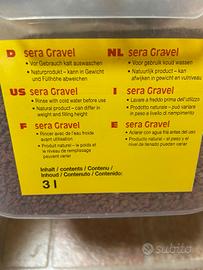 D sera Gravel
• Vor Gebrauch kalt auswaschen
• Naturprodukt – kann in Gewicht
und Füllhöhe abweichen
NL sera Gravel
• Voor gebruik koud wassen
• Natuurlijk product – kan
afwijken in gewicht en vulniveau
US sera Gravel
• Rinse with cold water before use
• Natural product – can differ in
weight and filling height
I sera Gravel
• Lavare a freddo prima dell'utilizzo
• Prodotto naturale – può variare
in peso e livello di riempimento
F sera Gravel
• Rincer avec de l'eau froide
avant utilisation
• Produit naturel – le poids et
le niveau de remplissage
peuvent varier
E sera Gravel
• Aclarar con agua fría antes del uso
• Producto natural – el peso y el
nivel de llenado pueden variar
Inhalt / contents / Contenu /
Inhoud / Contenuto / Contenido:
3 l
subito